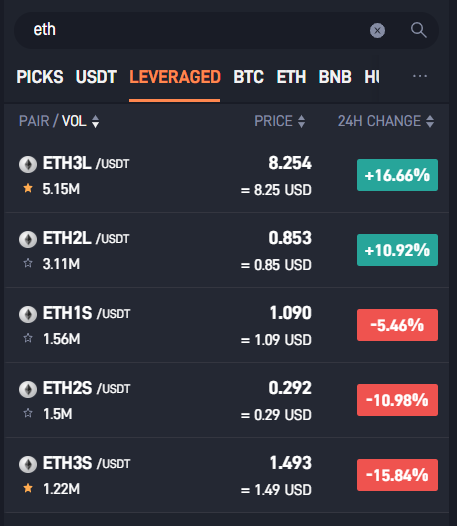 eth
PICKS USDT LEVERAGED BTC ETH BNB ···
PAIR / VOL PRICE 24H CHANGE
ETH3L /USDT 8.254 +16.66%
5.15M = 8.25 USD
ETH2L /USDT 0.853 +10.92%
3.11M = 0.85 USD
ETH1S /USDT 1.090 -5.46%
1.56M = 1.09 USD
ETH2S /USDT 0.292 -10.98%
1.5M = 0.29 USD
ETH3S /USDT 1.493 -15.84%
1.22M = 1.49 USD